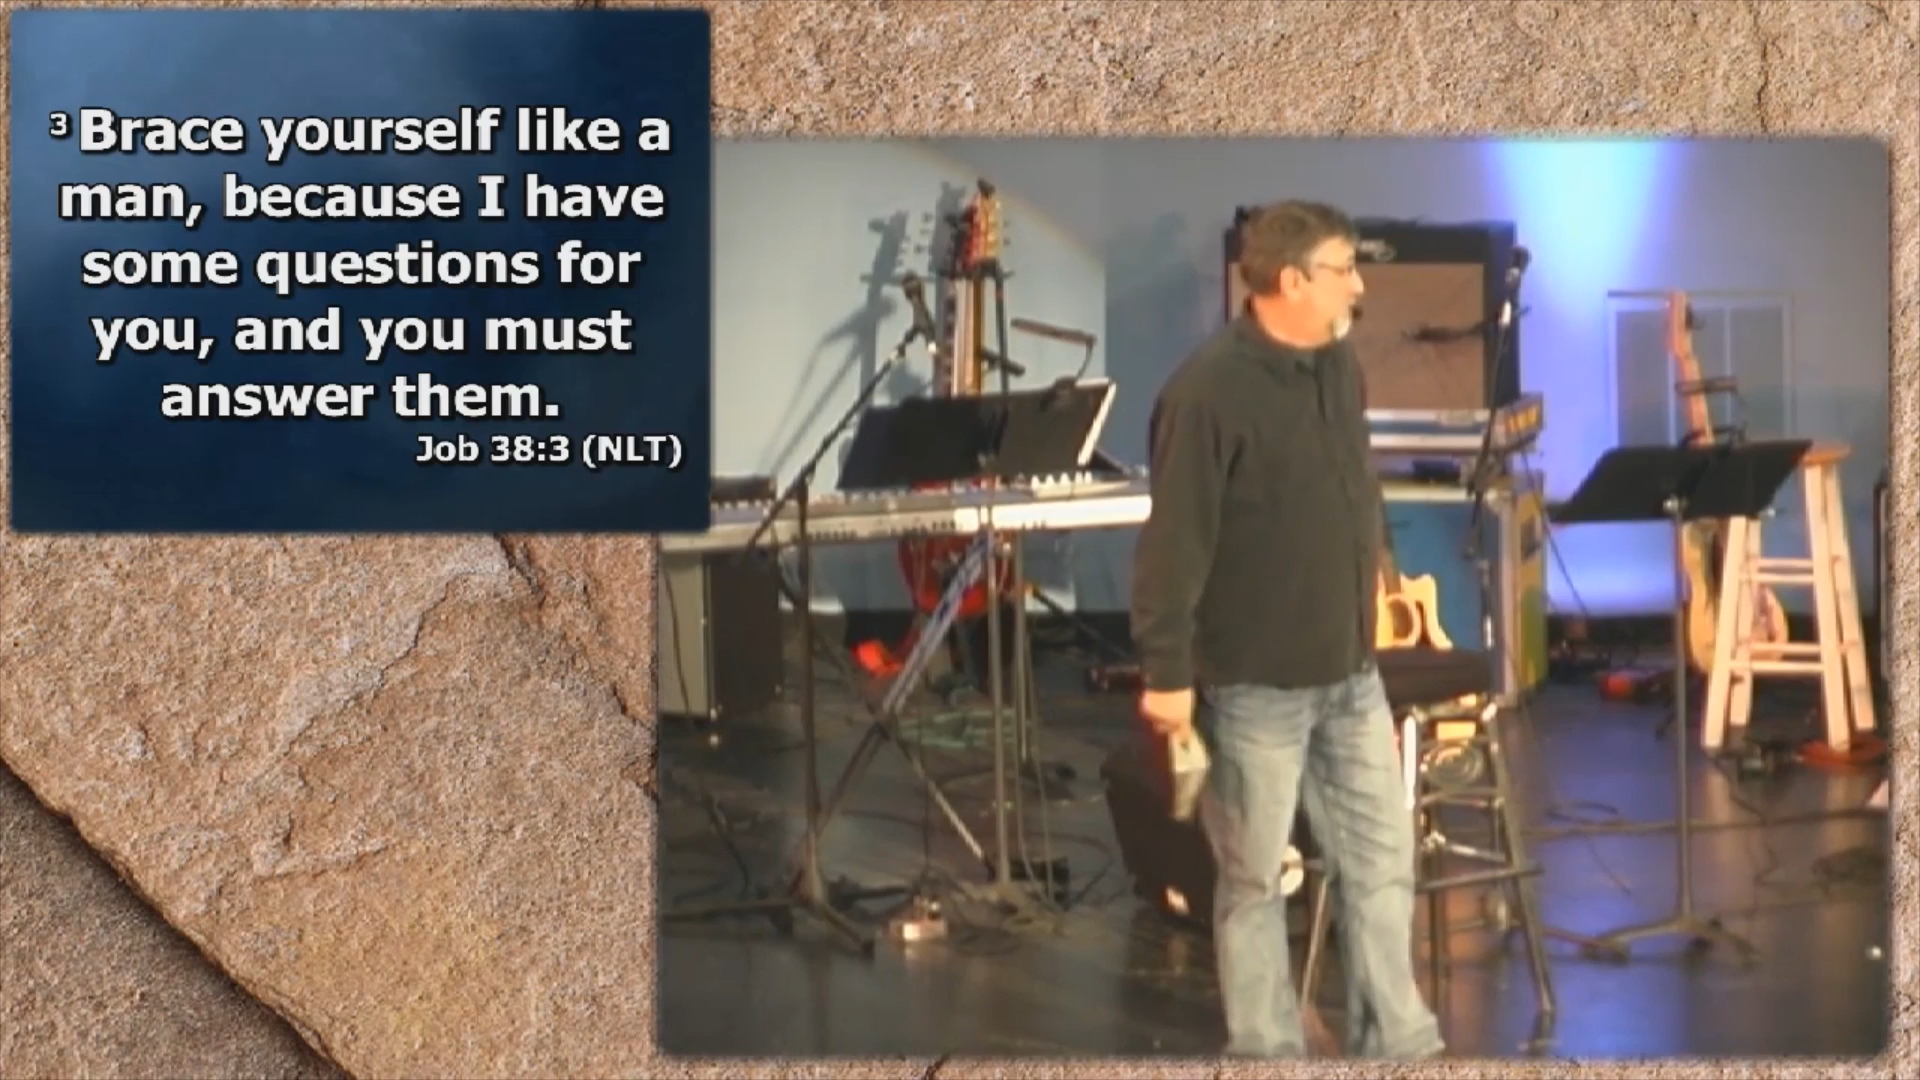 ³ Brace yourself like a
man, because I have
some questions for
you, and you must
answer them.
Job 38:3 (NLT)